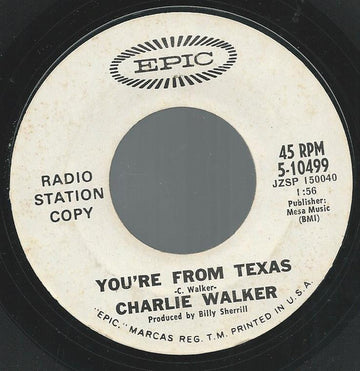 EPIC
RADIO
STATION
COPY
45 RPM
5-10499
JZSP 150040
1:56
Publisher:
Mesa Music
(BMI)
YOU'RE FROM TEXAS
-C. Walker-
CHARLIE WALKER
Produced by Billy Sherrill
"EPIC," MARCAS REG. T.M. PRINTED IN U.S.A.